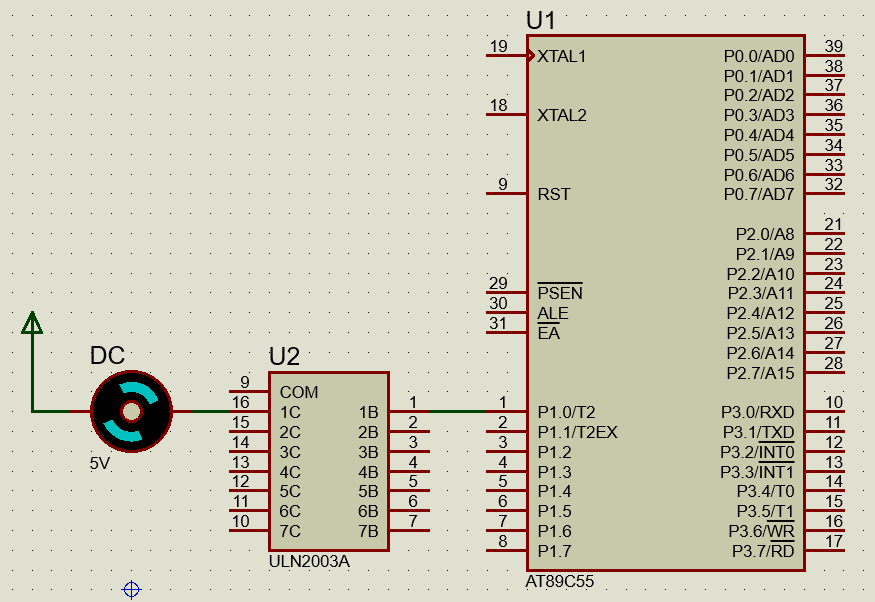 U1
19 XTAL1 P0.0/AD0 39
P0.1/AD1 38
P0.2/AD2 37
18 XTAL2 P0.3/AD3 36
P0.4/AD4 35
P0.5/AD5 34
P0.6/AD6 33
9 RST P0.7/AD7 32
P2.0/A8 21
P2.1/A9 22
P2.2/A10 23
29 PSEN P2.3/A11 24
30 ALE P2.4/A12 25
31 EA P2.5/A13 26
P2.6/A14 27
P2.7/A15 28
DC
U2
9 COM
16 1C 1B 1
15 2C 2B 2
14 3C 3B 3
13 4C 4B 4
12 5C 5B 5
11 6C 6B 6
10 7C 7B 7
5V
ULN2003A
1 P1.0/T2 P3.0/RXD 10
2 P1.1/T2EX P3.1/TXD 11
3 P1.2 P3.2/INT0 12
4 P1.3 P3.3/INT1 13
5 P1.4 P3.4/T0 14
6 P1.5 P3.5/T1 15
7 P1.6 P3.6/WR 16
8 P1.7 P3.7/RD 17
AT89C55